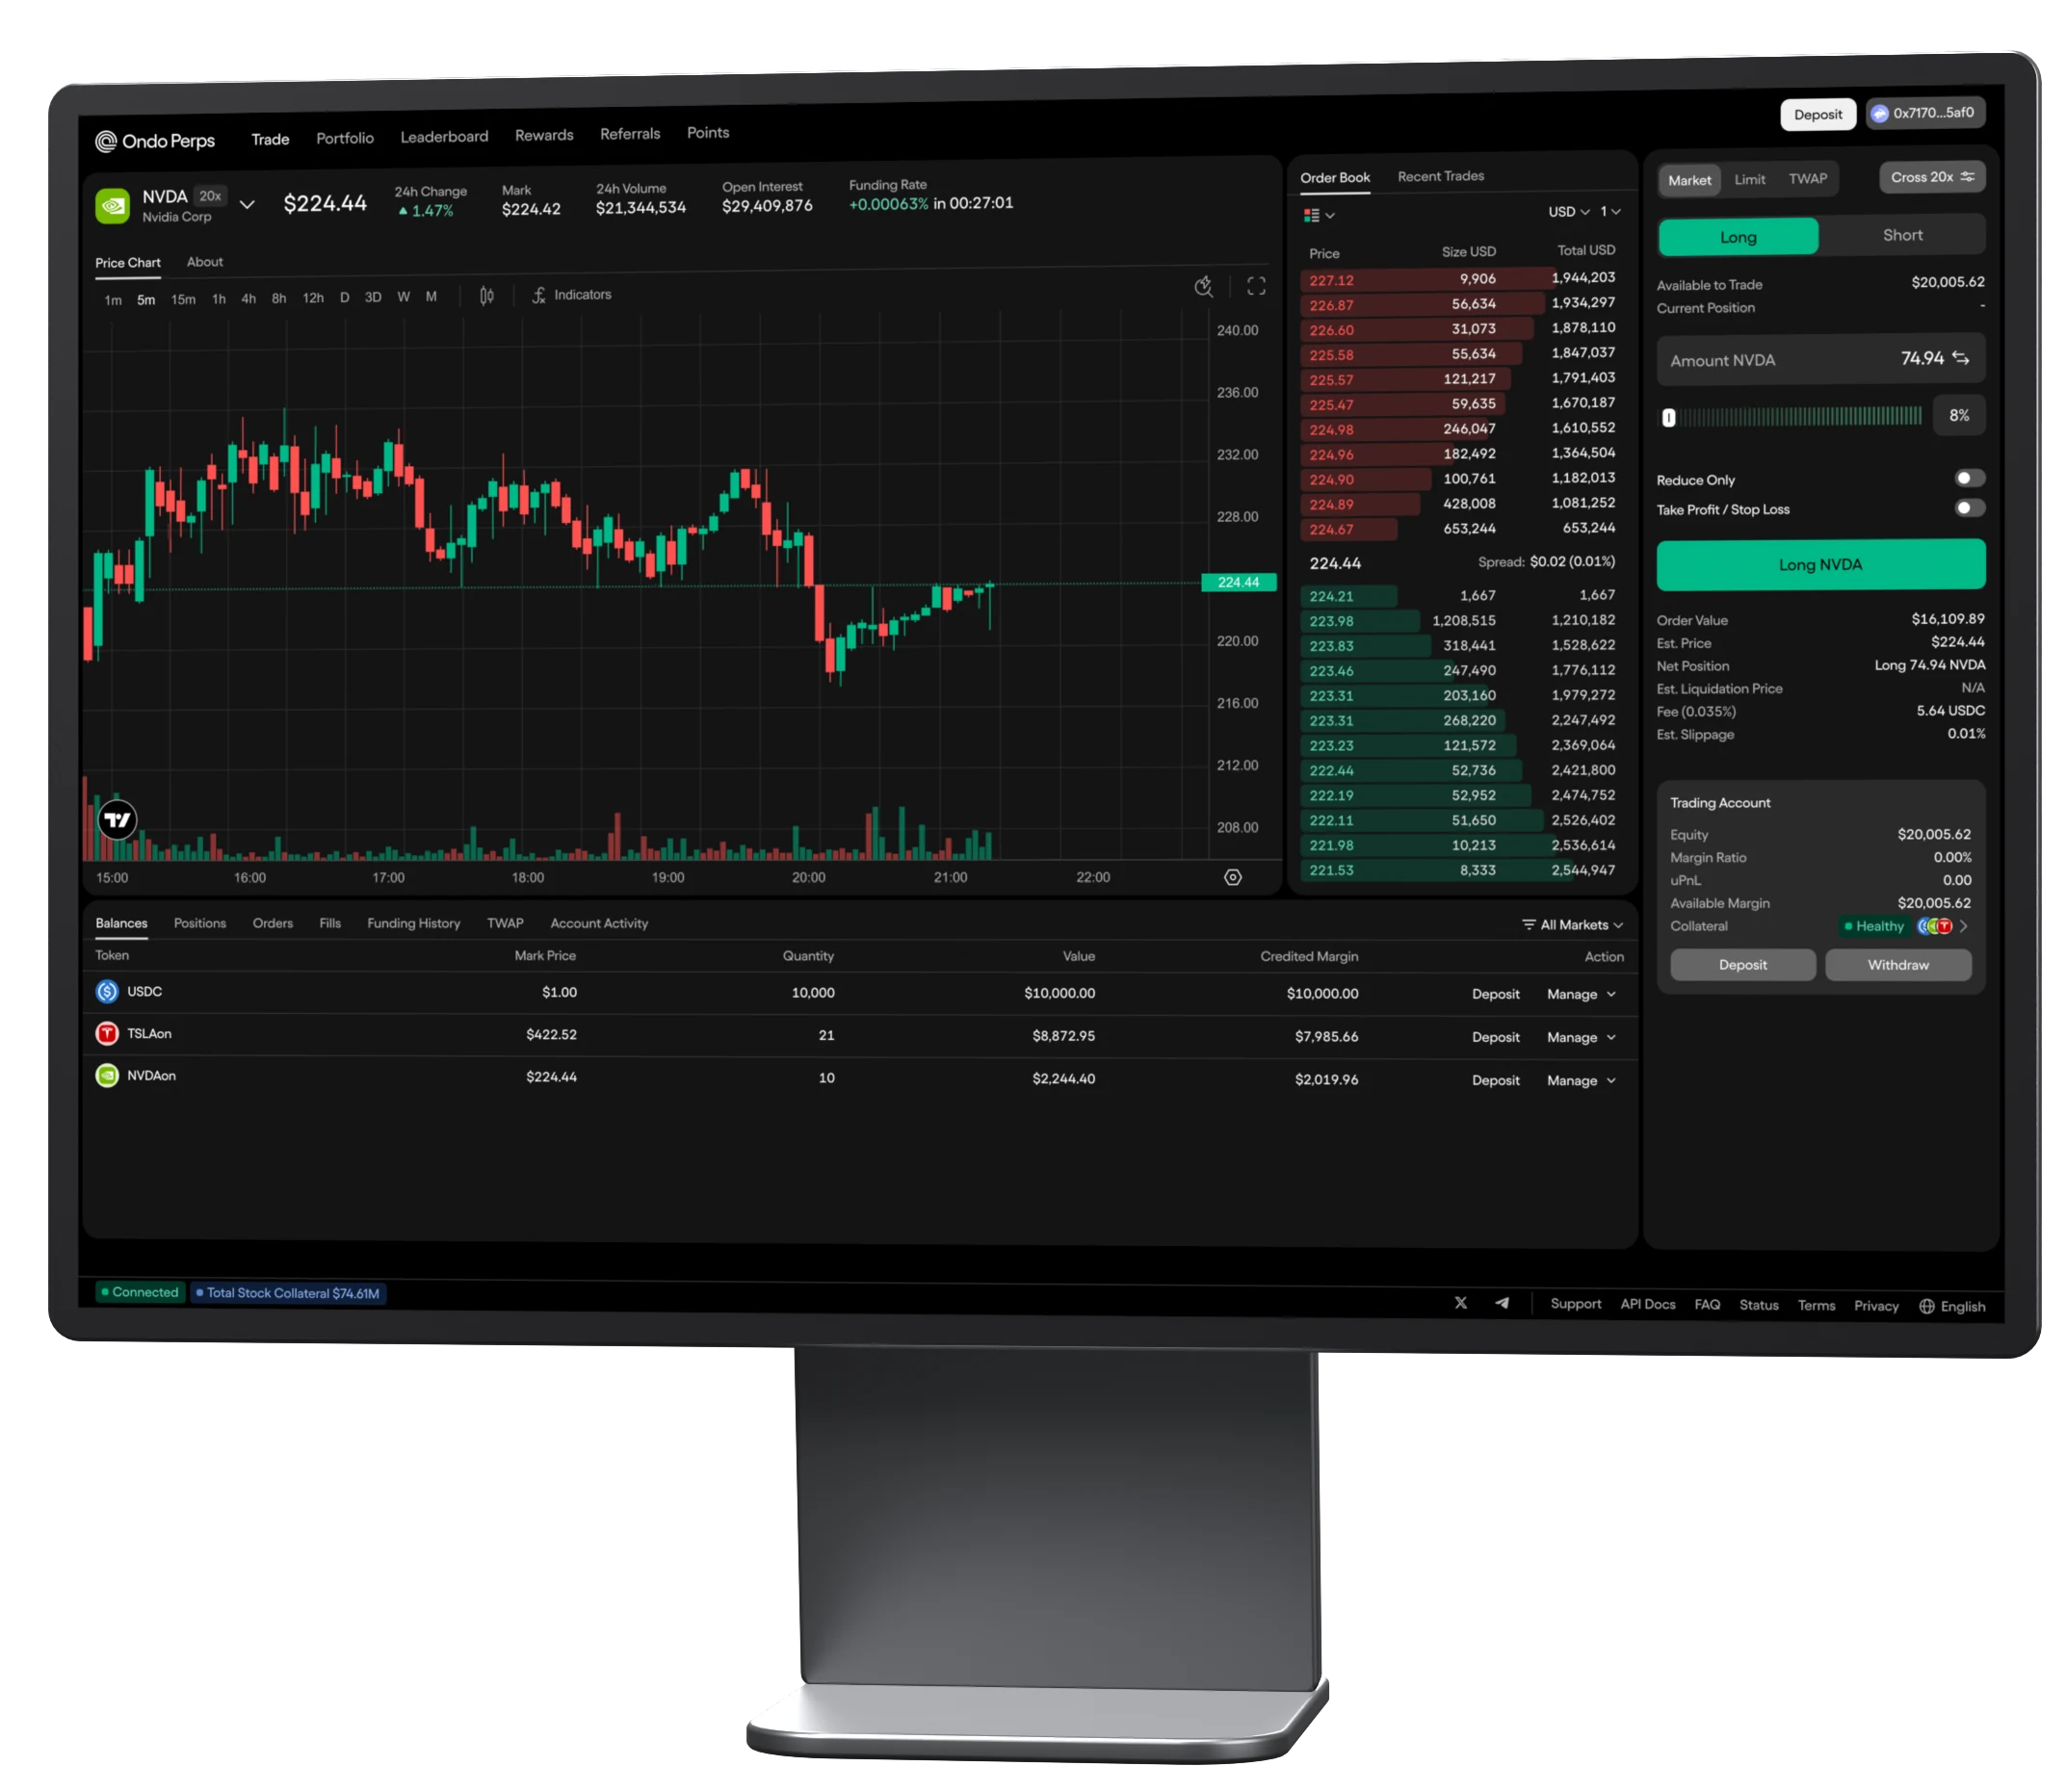 Ondo Perps Trade Portfolio Leaderboard Rewards Referrals Points Deposit 0x7170...5af0
NVDA 20x
Nvidia Corp
$224.44
24h Change
1.47%
Mark
$224.42
24h Volume
$21,344,534
Open Interest
$29,409,876
Funding Rate
+0.00063% in 00:27:01
Price Chart About
1m 5m 15m 1h 4h 8h 12h D 3D W M Indicators
240.00
236.00
232.00
228.00
224.44
220.00
216.00
212.00
208.00
15:00 16:00 17:00 18:00 19:00 20:00 21:00 22:00
Order Book Recent Trades
USD 1
Price Size USD Total USD
227.12 9,906 1,944,203
226.87 56,634 1,934,297
226.60 31,073 1,878,110
225.58 55,634 1,847,037
225.57 121,217 1,791,403
225.47 59,635 1,670,187
224.98 246,047 1,610,552
224.96 182,492 1,364,504
224.90 100,761 1,182,013
224.89 428,008 1,081,252
224.67 653,244 653,244
224.44 Spread: $0.02 (0.01%)
224.21 1,667 1,667
223.98 1,208,515 1,210,182
223.83 318,441 1,528,622
223.46 247,490 1,776,112
223.31 203,160 1,979,272
223.31 268,220 2,247,492
223.23 121,572 2,369,064
222.44 52,736 2,421,800
222.19 52,952 2,474,752
222.11 51,650 2,526,402
221.98 10,213 2,536,614
221.53 8,333 2,544,947
Market Limit TWAP Cross 20x
Long Short
Available to Trade $20,005.62
Current Position -
Amount NVDA 74.94
8%
Reduce Only
Take Profit / Stop Loss
Long NVDA
Order Value $16,109.89
Est. Price $224.44
Net Position Long 74.94 NVDA
Est. Liquidation Price N/A
Fee (0.035%) 5.64 USDC
Est. Slippage 0.01%
Trading Account
Equity $20,005.62
Margin Ratio 0.00%
uPnL 0.00
Available Margin $20,005.62
Collateral Healthy
Deposit Withdraw
Balances Positions Orders Fills Funding History TWAP Account Activity All Markets
Token Mark Price Quantity Value Credited Margin Action
USDC $1.00 10,000 $10,000.00 $10,000.00 Deposit Manage
TSLAon $422.52 21 $8,872.95 $7,985.66 Deposit Manage
NVDAon $224.44 10 $2,244.40 $2,019.96 Deposit Manage
Connected Total Stock Collateral $74.61M Support API Docs FAQ Status Terms Privacy English